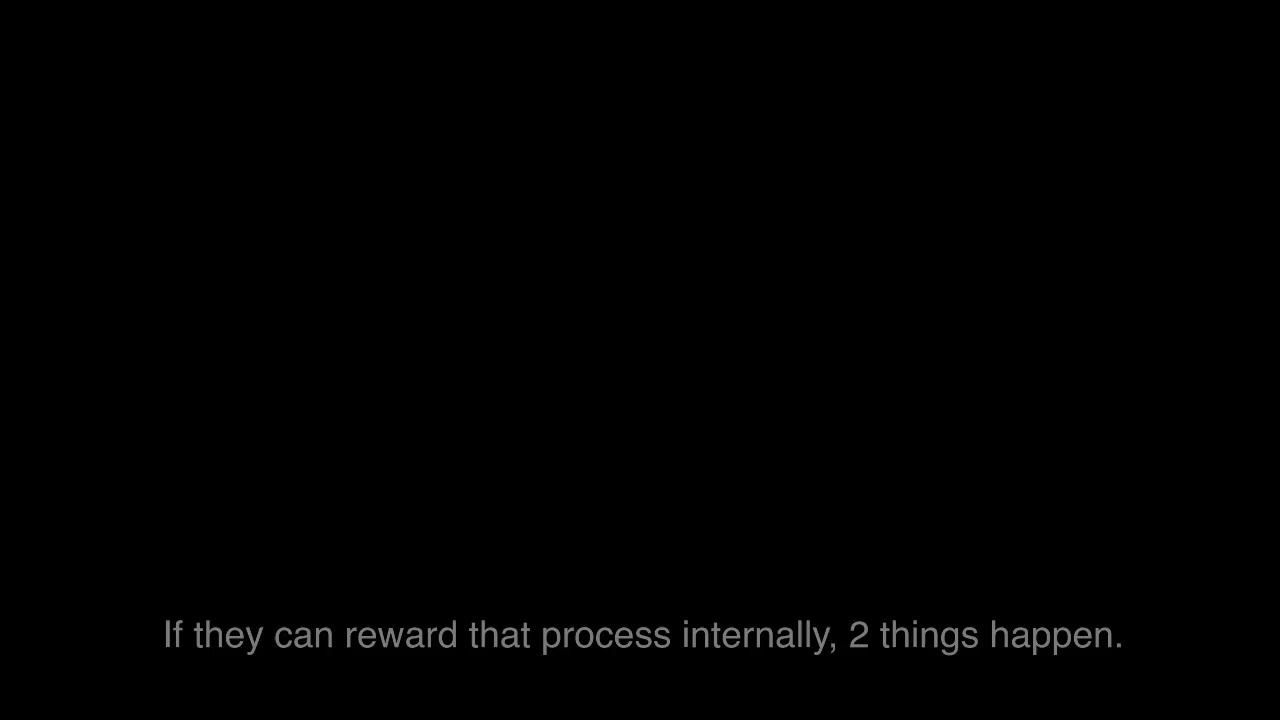 If they can reward that process internally, 2 things happen.